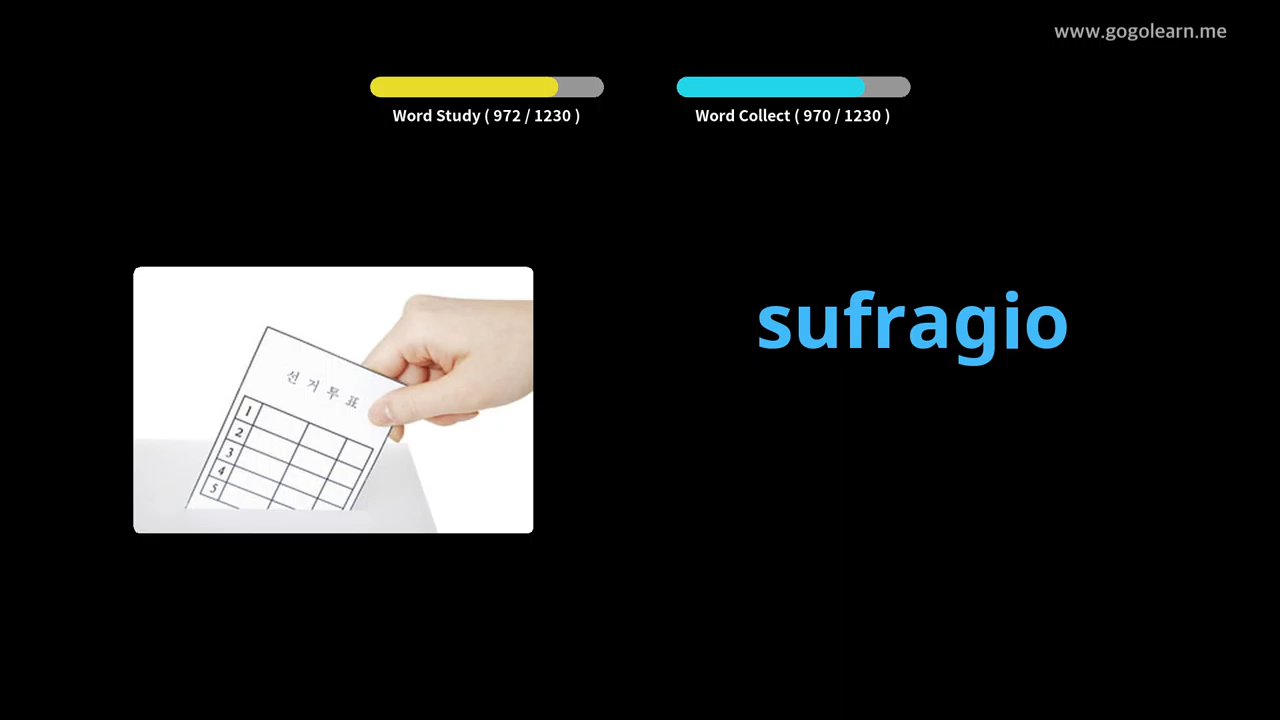 www.gogolearn.me
Word Study ( 972 / 1230 )
Word Collect ( 970 / 1230 )
sufragio
선거투표
1
2
3
4
5